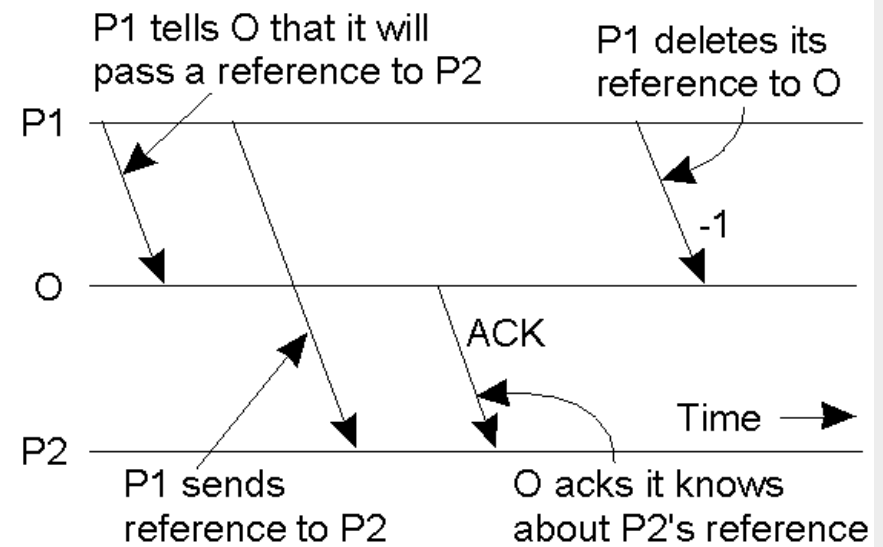 P1 tells O that it will
pass a reference to P2
P1 deletes its
reference to O
P1
-1
O
ACK
Time
P2
P1 sends
reference to P2
O acks it knows
about P2's reference